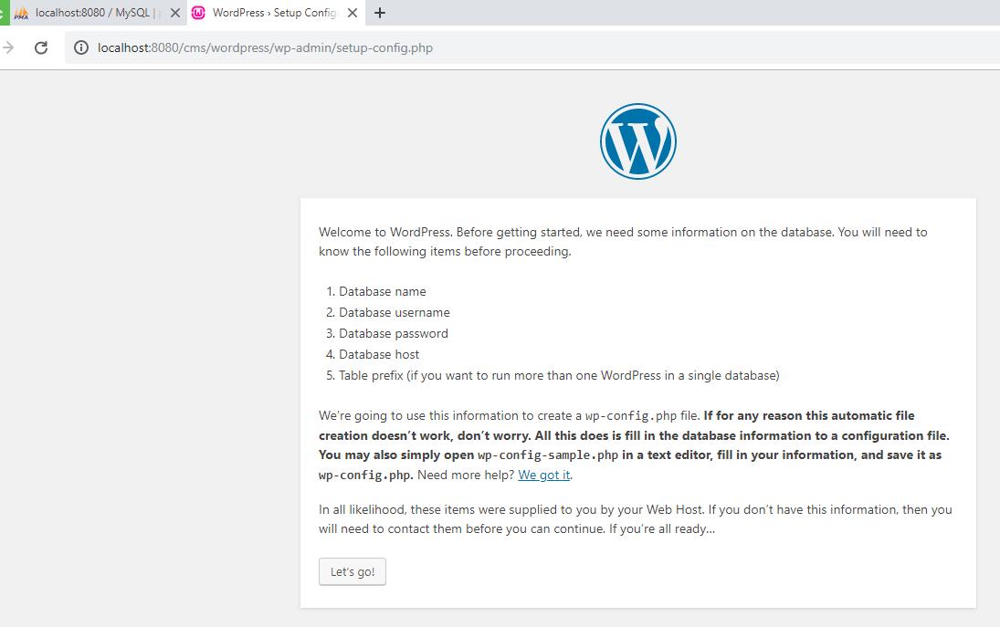 localhost:8080 / MySQL |
WordPress › Setup Config
localhost:8080/cms/wordpress/wp-admin/setup-config.php
Welcome to WordPress. Before getting started, we need some information on the database. You will need to
know the following items before proceeding.
1. Database name
2. Database username
3. Database password
4. Database host
5. Table prefix (if you want to run more than one WordPress in a single database)
We’re going to use this information to create a wp-config.php file. If for any reason this automatic file
creation doesn’t work, don’t worry. All this does is fill in the database information to a configuration file.
You may also simply open wp-config-sample.php in a text editor, fill in your information, and save it as
wp-config.php. Need more help? We got it.
In all likelihood, these items were supplied to you by your Web Host. If you don’t have this information, then you
will need to contact them before you can continue. If you’re all ready…
Let’s go!